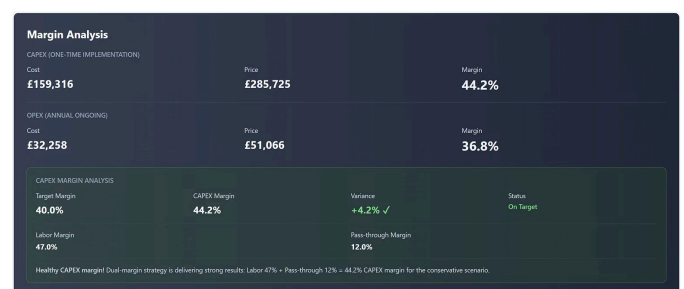 Margin Analysis
CAPEX (ONE-TIME IMPLEMENTATION)
Cost Price Margin
£159,316 £285,725 44.2%
OPEX (ANNUAL ONGOING)
Cost Price Margin
£32,258 £51,066 36.8%
CAPEX MARGIN ANALYSIS
Target Margin CAPEX Margin Variance Status
40.0% 44.2% +4.2% ✓ On Target
Labor Margin Pass-through Margin
47.0% 12.0%
Healthy CAPEX margin! Dual-margin strategy is delivering strong results: Labor 47% + Pass-through 12% = 44.2% CAPEX margin for the conservative scenario.